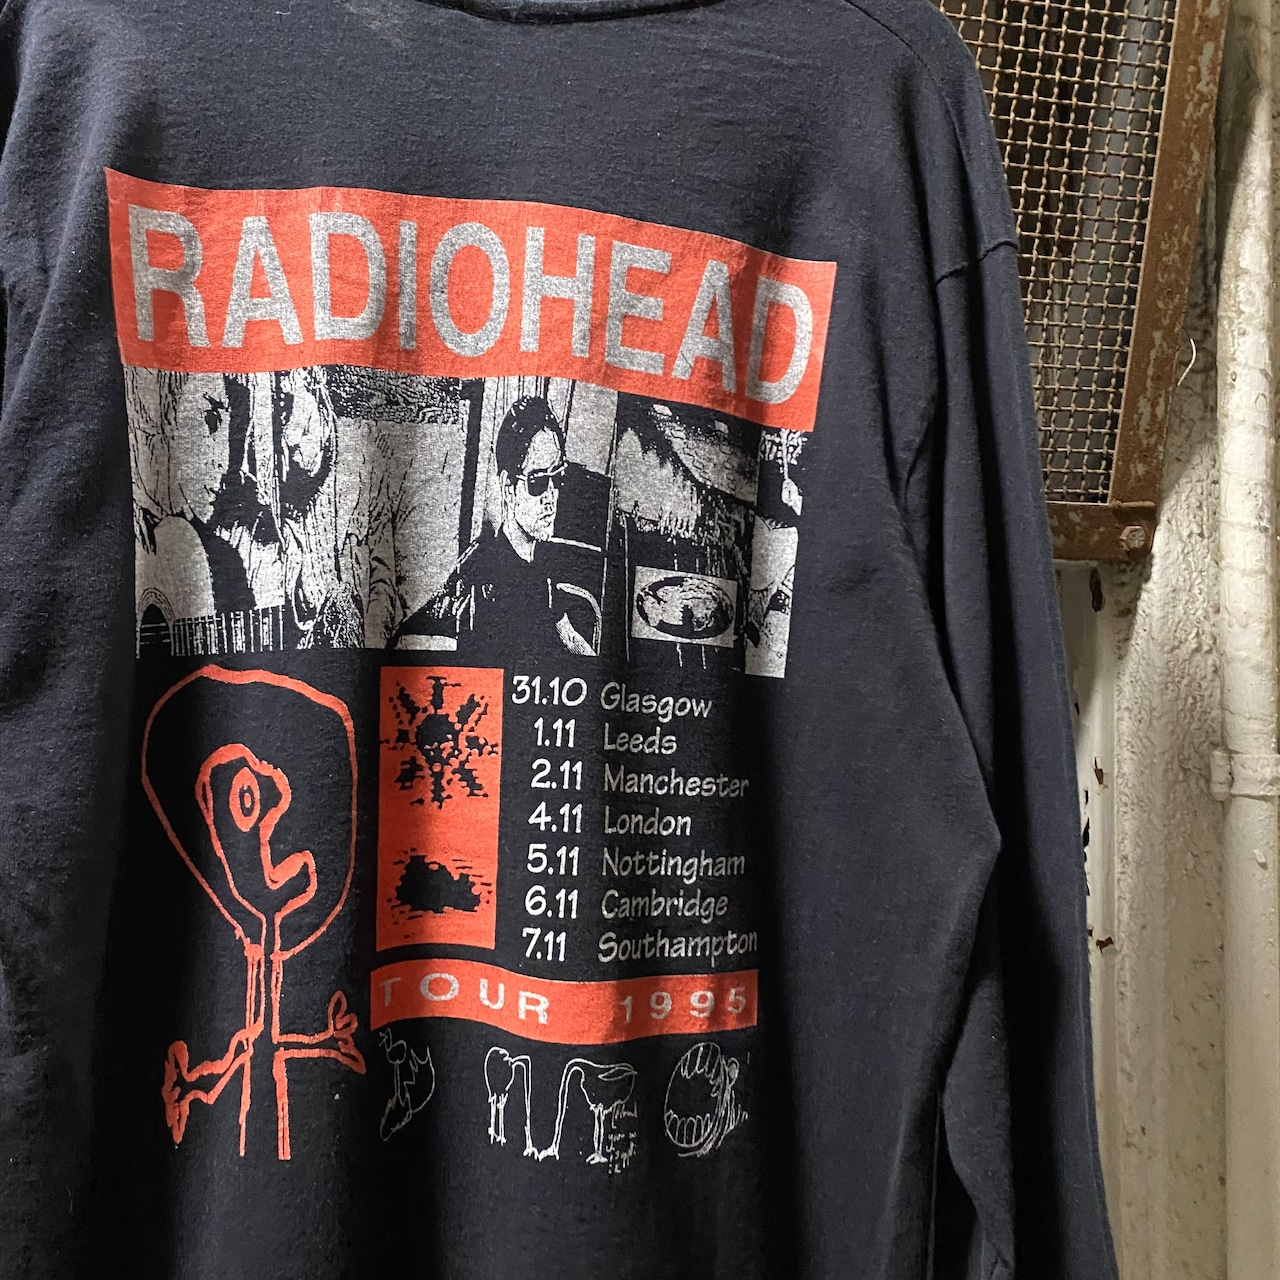 RADIOHEAD
31.10 Glasgow
1.11 Leeds
2.11 Manchester
4.11 London
5.11 Nottingham
6.11 Cambridge
7.11 Southampton
TOUR 1995